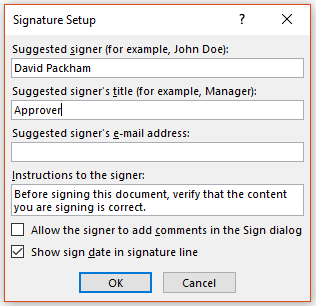 Signature Setup
?
Suggested signer (for example, John Doe):
David Packham
Suggested signer's title (for example, Manager):
Approver
Suggested signer's e-mail address:
Instructions to the signer:
Before signing this document, verify that the content
you are signing is correct.
Allow the signer to add comments in the Sign dialog
Show sign date in signature line
OK
Cancel